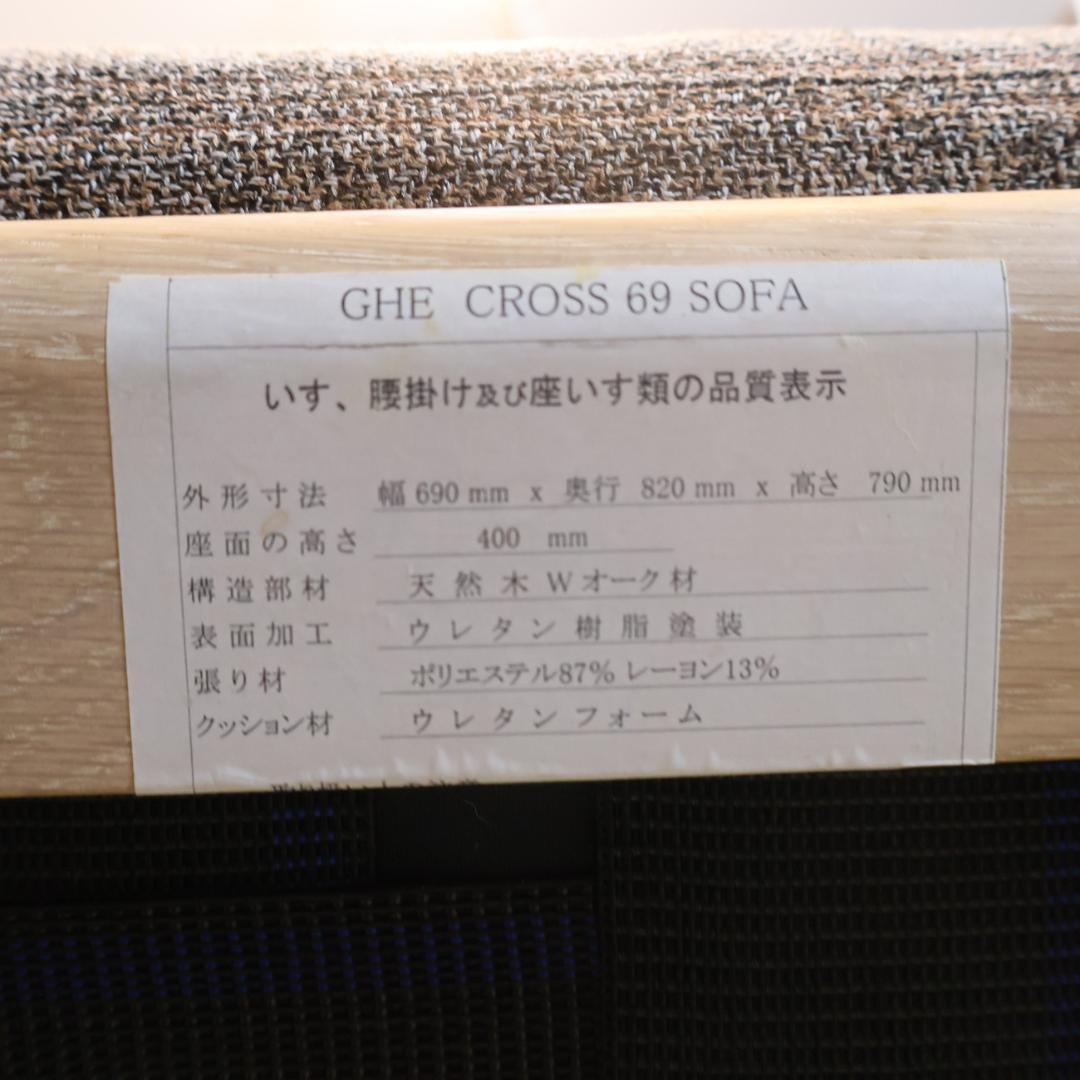 GHE CROSS 69 SOFA
いす、腰掛け及び座いす類の品質表示
外形寸法 幅 690 mm x 奥行 820 mm x 高さ 790 mm
座面の高さ 400 mm
構造部材 天然木 Wオーク材
表面加工 ウレタン樹脂塗装
張り材 ポリエステル87% レーヨン13%
クッション材 ウレタンフォーム